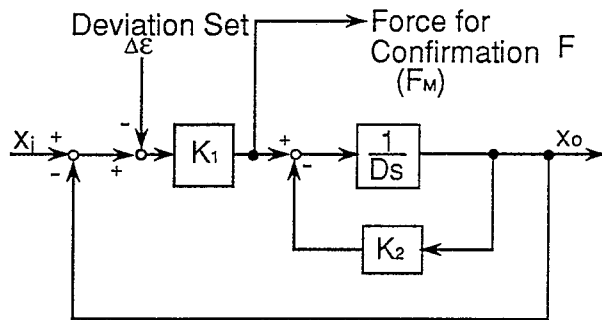 Deviation Set
Δε
Force for
Confirmation F
(FM)
Xi
+
-
-
+
K1
+
-
1
Ds
Xo
K2